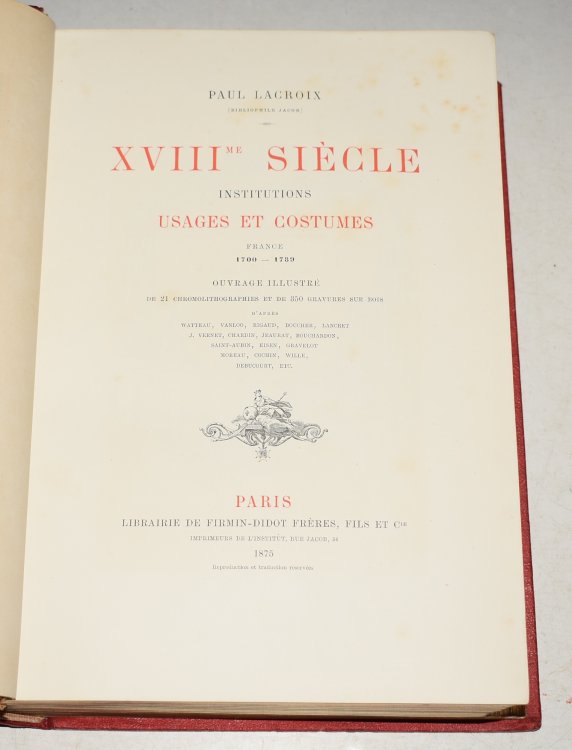 PAUL LACROIX
(BIBLIOPHILE JACOB)
XVIIIME SIÈCLE
INSTITUTIONS
USAGES ET COSTUMES
FRANCE
1700 — 1789
OUVRAGE ILLUSTRÉ
DE 21 CHROMOLITHOGRAPHIES ET DE 350 GRAVURES SUR BOIS
D'APRÈS
WATTEAU, VANLOO, RIGAUD, BOUCHER, LANCRET
J. VERNET, CHARDIN, JEAURAT, BOUCHARDON,
SAINT-AUBIN, EISEN, GRAVELOT
MOREAU, COCHIN, WILLE,
DEBUCOURT, ETC.
PARIS
LIBRAIRIE DE FIRMIN-DIDOT FRÈRES, FILS ET CIE
IMPRIMEURS DE L'INSTITUT, RUE JACOB, 56
1875
Reproduction et traduction réservées